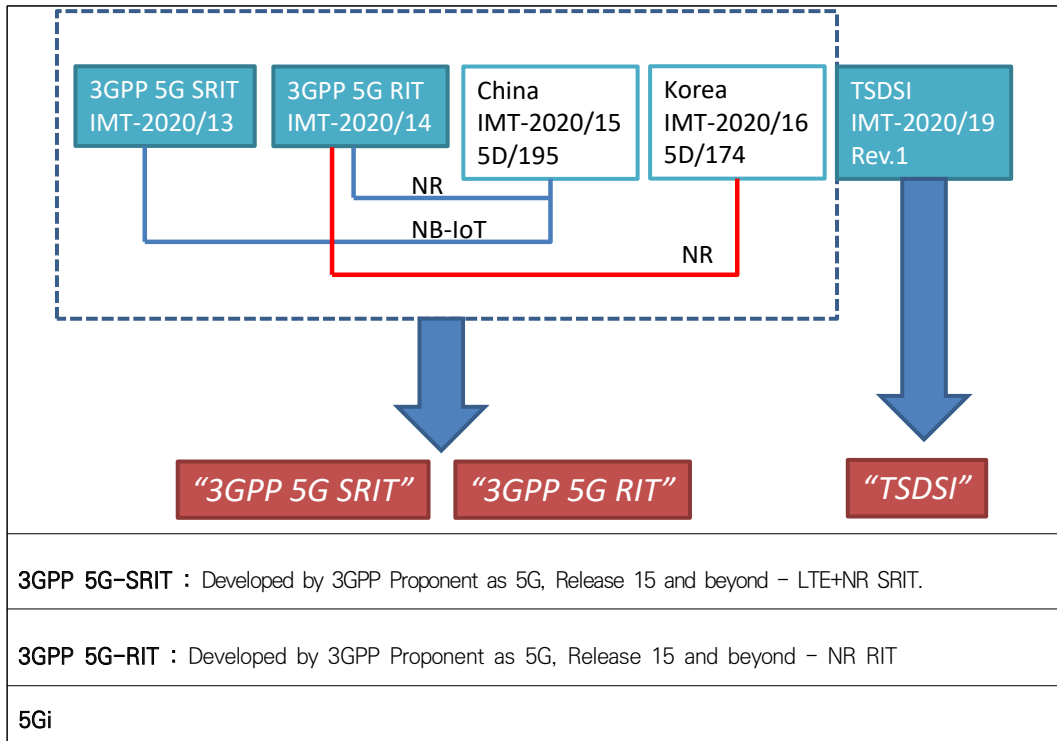 3GPP 5G SRIT
IMT-2020/13
3GPP 5G RIT
IMT-2020/14
China
IMT-2020/15
5D/195
Korea
IMT-2020/16
5D/174
TSDSI
IMT-2020/19
Rev.1
NR
NB-IoT
NR
“3GPP 5G SRIT”
“3GPP 5G RIT”
“TSDSI”
3GPP 5G-SRIT : Developed by 3GPP Proponent as 5G, Release 15 and beyond - LTE+NR SRIT.
3GPP 5G-RIT : Developed by 3GPP Proponent as 5G, Release 15 and beyond - NR RIT
5Gi